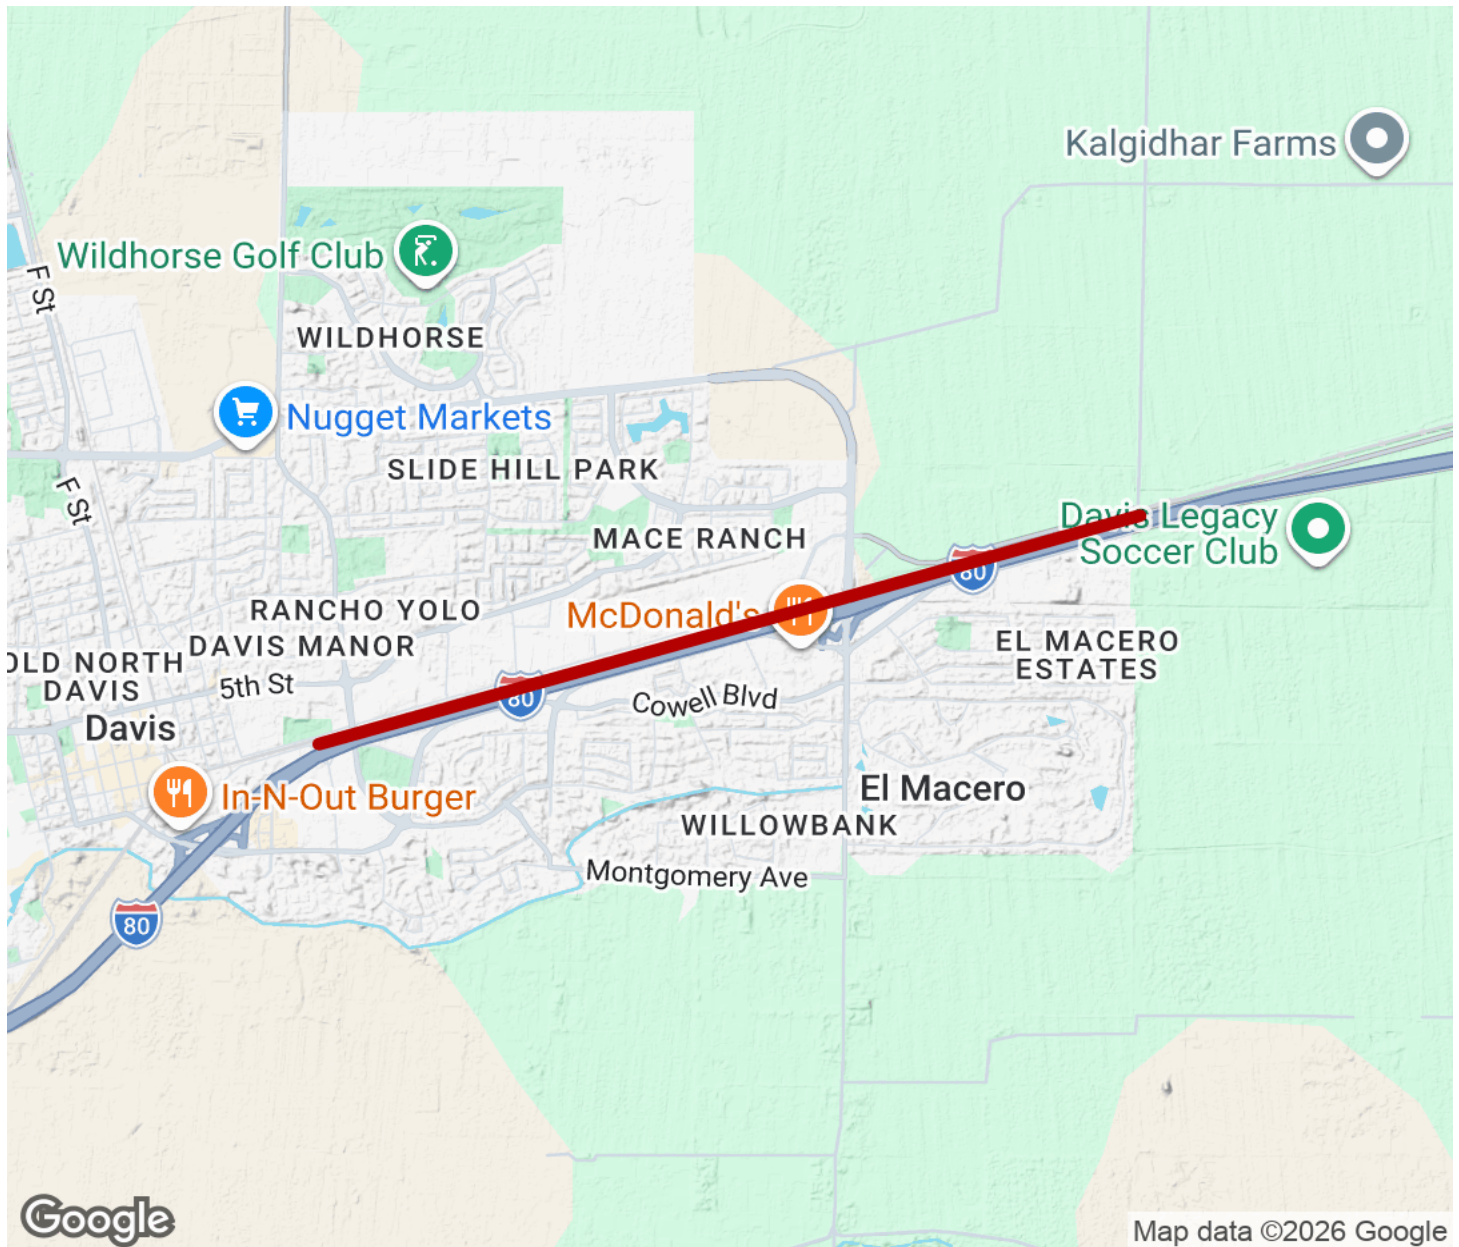 Kalgidhar Farms
Wildhorse Golf Club
F St
WILDHORSE
Nugget Markets
SLIDE HILL PARK
F St
Davis Legacy
Soccer Club
MACE RANCH
80
RANCHO YOLO
McDonald's
DAVIS MANOR
EL MACERO
ESTATES
OLD NORTH
DAVIS
5th St
80
Cowell Blvd
Davis
In-N-Out Burger
El Macero
WILLOWBANK
Montgomery Ave
80
Google
Map data ©2026 Google